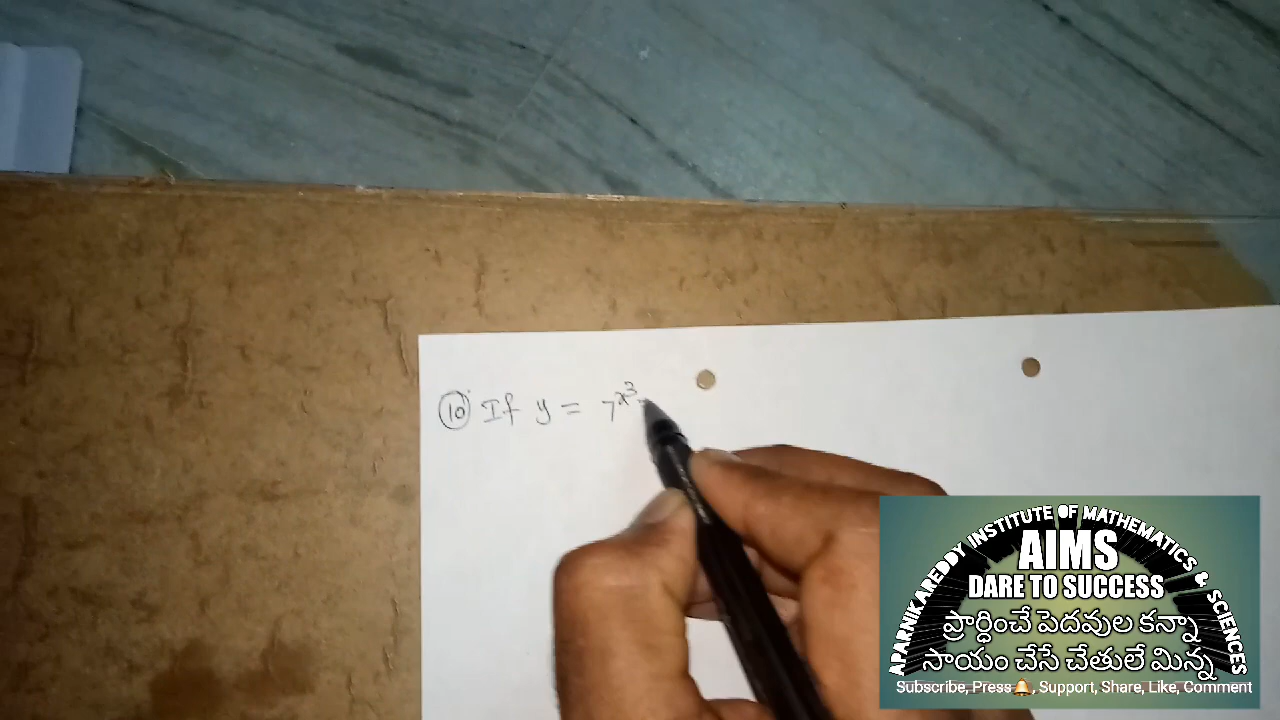 ⑩ If y = 7^{x^3
APARNIKAREDDY INSTITUTE OF MATHEMATICS & SCIENCES
AIMS
DARE TO SUCCESS
ప్రార్ధించే పెదవుల కన్నా
సాయం చేసే చేతులే మిన్న
Subscribe, Press🔔, Support, Share, Like, Comment